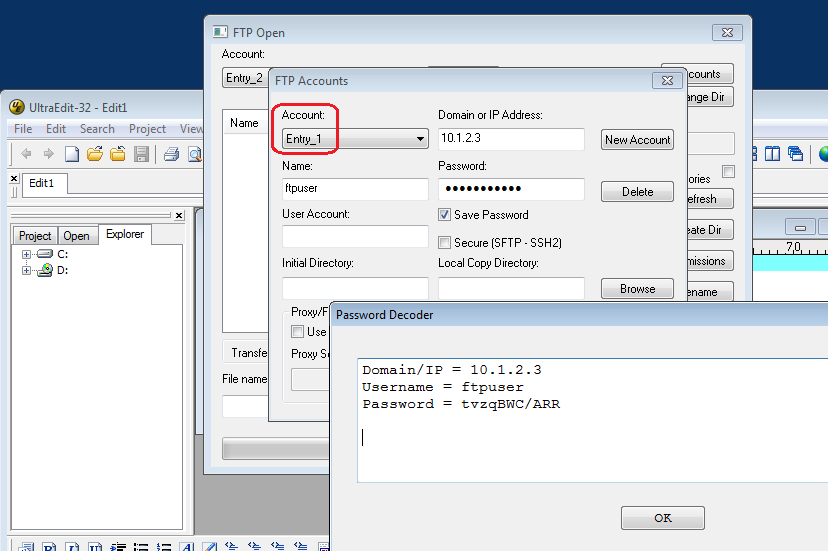 FTP Open
Account:
Entry_2
counts
ange Dir
Name
ories
efresh
eate Dir
missions
ename
Transfe
File name
FTP Accounts
Account:
Domain or IP Address:
Entry_1
10.1.2.3
New Account
Name:
Password:
ftpuser
•••••••••••
Delete
User Account:
Save Password
Secure (SFTP - SSH2)
Initial Directory:
Local Copy Directory:
Browse
Proxy/F
Use
Proxy Se
UltraEdit-32 - Edit1
File Edit Search Project View
Edit1
Project Open Explorer
C:
D:
70
Password Decoder
Domain/IP = 10.1.2.3
Username = ftpuser
Password = tvzqBWC/ARR
OK